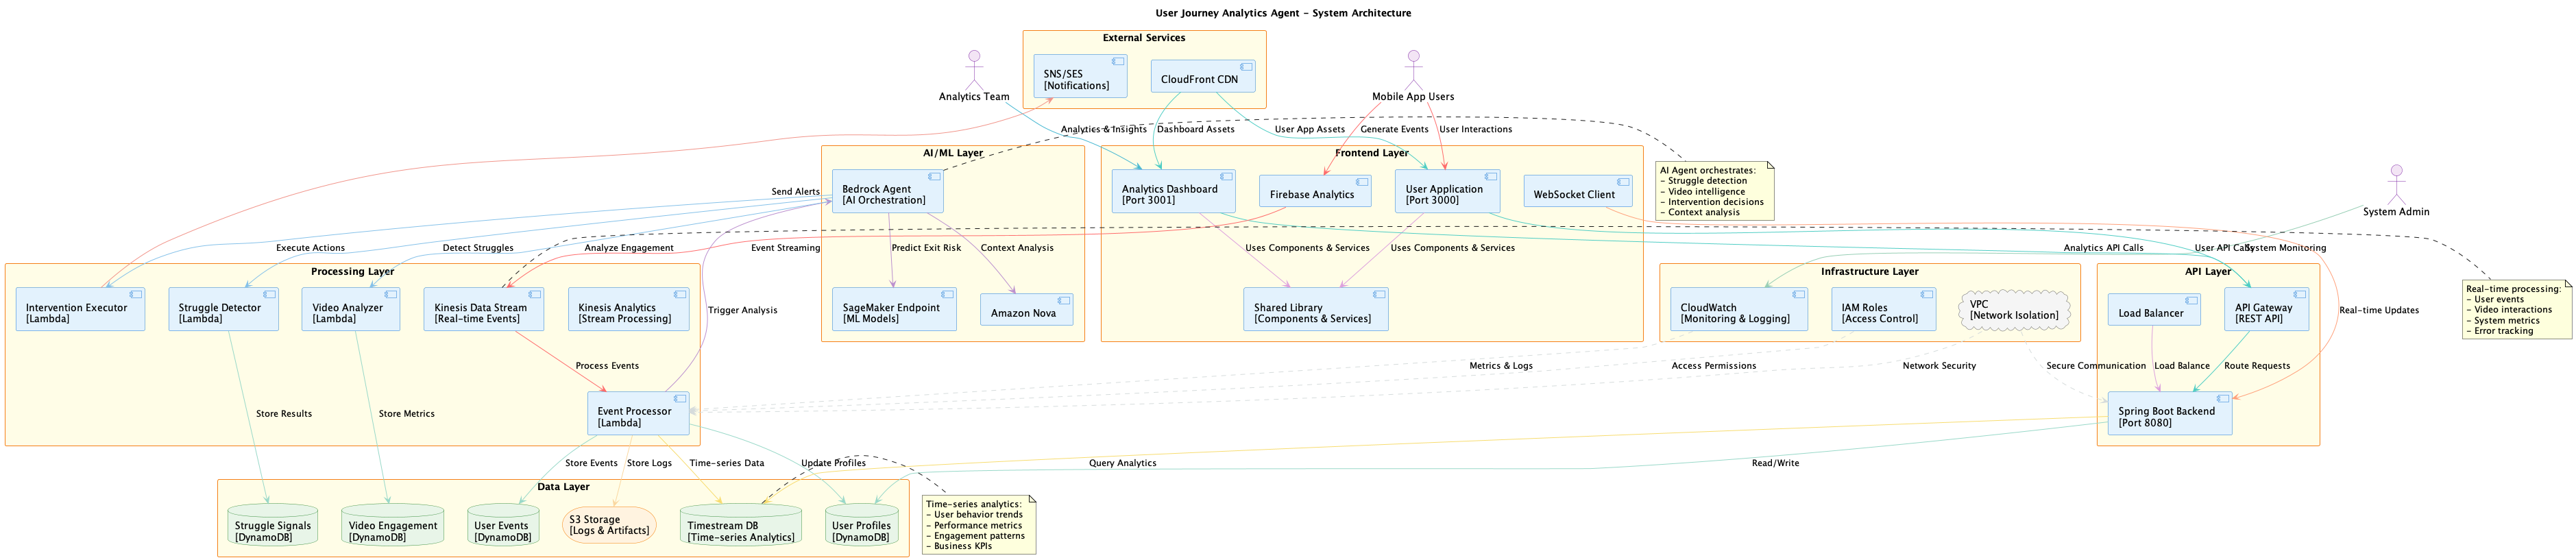 User Journey Analytics Agent - System Architecture
External Services
SNS/SES
[Notifications]
CloudFront CDN
Analytics Team
Mobile App Users
Analytics & Insights
Dashboard Assets
User App Assets
Generate Events
User Interactions
AI/ML Layer
Bedrock Agent
[AI Orchestration]
Frontend Layer
Analytics Dashboard
[Port 3001]
Firebase Analytics
User Application
[Port 3000]
WebSocket Client
AI Agent orchestrates:
- Struggle detection
- Video intelligence
- Intervention decisions
- Context analysis
System Admin
Send Alerts
Execute Actions
Detect Struggles
Analyze Engagement
Event Streaming
Predict Exit Risk
Context Analysis
Uses Components & Services
Uses Components & Services
Analytics API Calls
User API Calls
System Monitoring
Processing Layer
Intervention Executor
[Lambda]
Struggle Detector
[Lambda]
Video Analyzer
[Lambda]
Kinesis Data Stream
[Real-time Events]
Kinesis Analytics
[Stream Processing]
Trigger Analysis
SageMaker Endpoint
[ML Models]
Amazon Nova
Shared Library
[Components & Services]
Infrastructure Layer
CloudWatch
[Monitoring & Logging]
IAM Roles
[Access Control]
VPC
[Network Isolation]
API Layer
Load Balancer
API Gateway
[REST API]
Real-time Updates
Real-time processing:
- User events
- Video interactions
- System metrics
- Error tracking
Process Events
Metrics & Logs
Access Permissions
Network Security
Secure Communication
Load Balance
Route Requests
Store Results
Store Metrics
Event Processor
[Lambda]
Spring Boot Backend
[Port 8080]
Store Events
Store Logs
Time-series Data
Update Profiles
Query Analytics
Read/Write
Data Layer
Struggle Signals
[DynamoDB]
Video Engagement
[DynamoDB]
User Events
[DynamoDB]
S3 Storage
[Logs & Artifacts]
Timestream DB
[Time-series Analytics]
User Profiles
[DynamoDB]
Time-series analytics:
- User behavior trends
- Performance metrics
- Engagement patterns
- Business KPIs